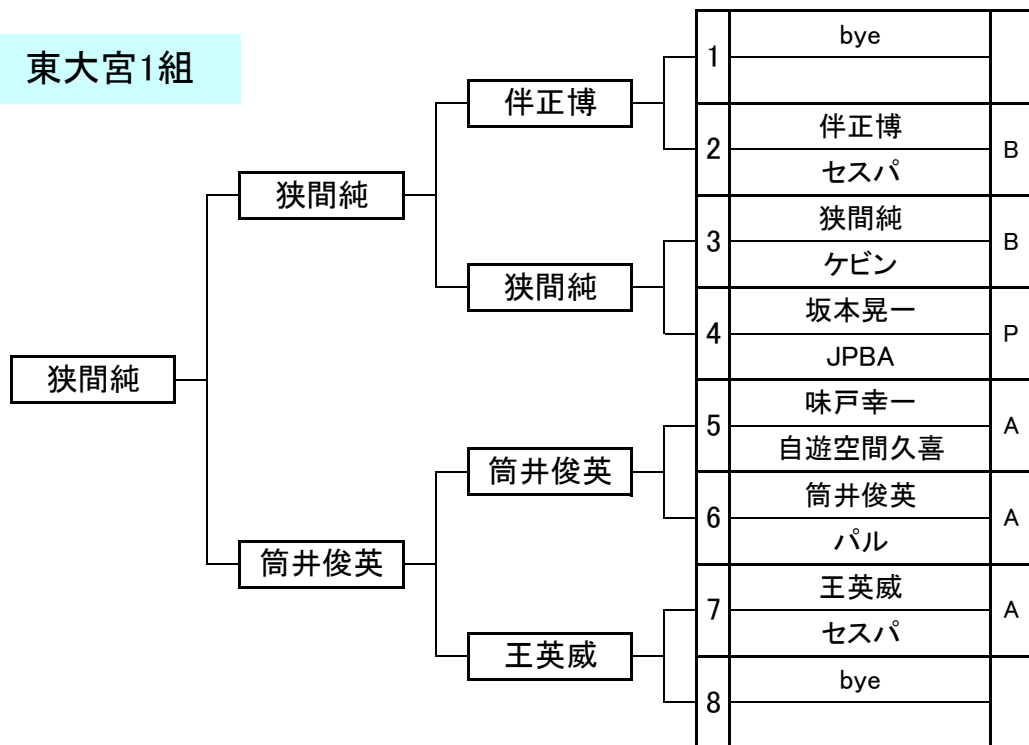 東大宮1組
狭間純
狭間純
筒井俊英
伴正博
狭間純
筒井俊英
王英威
1
bye
2
伴正博
セスパ
B
3
狭間純
ケビン
B
4
坂本晃一
JPBA
P
5
味戸幸一
自遊空間久喜
A
6
筒井俊英
パル
A
7
王英威
セスパ
A
8
bye